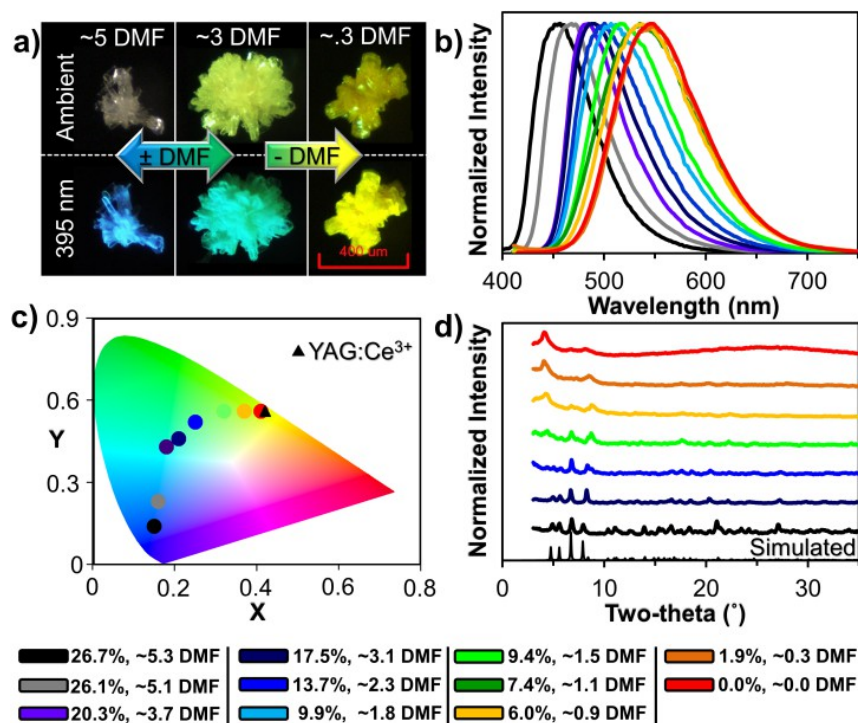 a)
~5 DMF
~3 DMF
~.3 DMF
Ambient
± DMF
- DMF
395 nm
400 um
b)
Normalized Intensity
400
500
600
700
Wavelength (nm)
c)
0.9
0.6
Y
0.3
0
0
0.2
0.4
0.6
0.8
X
▲YAG:Ce³⁺
d)
Normalized Intensity
Simulated
0
10
20
30
Two-theta (˚)
26.7%, ~5.3 DMF
26.1%, ~5.1 DMF
20.3%, ~3.7 DMF
17.5%, ~3.1 DMF
13.7%, ~2.3 DMF
9.9%, ~1.8 DMF
9.4%, ~1.5 DMF
7.4%, ~1.1 DMF
6.0%, ~0.9 DMF
1.9%, ~0.3 DMF
0.0%, ~0.0 DMF